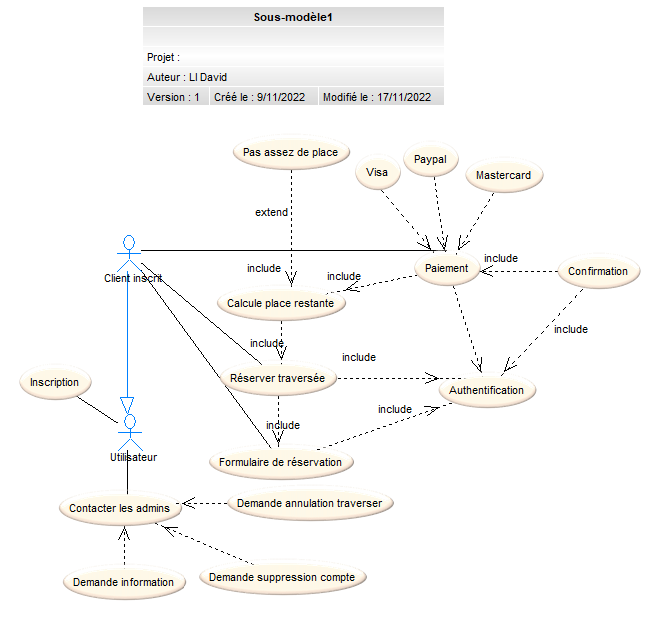 Sous-modèle1
Projet :
Auteur : LI David
Version : 1 Créé le : 9/11/2022 Modifié le : 17/11/2022
Pas assez de place
Visa
Paypal
Mastercard
extend
Client inscrit
include
include
Paiement
include
Confirmation
Calcule place restante
include
include
include
Inscription
Réserver traversée
Authentification
include
include
Utilisateur
Formulaire de réservation
Contacter les admins
Demande annulation traverser
Demande information
Demande suppression compte